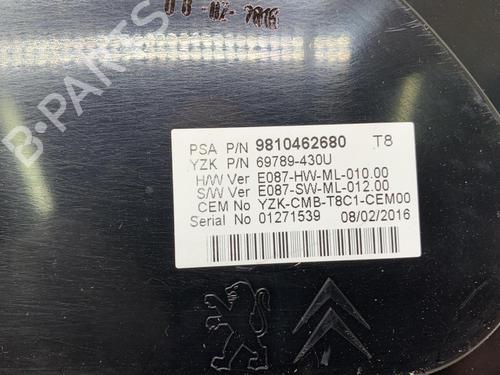 B-PARTS
PSA P/N 9810462680 T8
YZK P/N 69789-430U
H/W Ver E087-HW-ML-010.00
S/W Ver E087-SW-ML-012.00
CEM No YZK-CMB-T8C1-CEM00
Serial No 01271539 08/02/2016